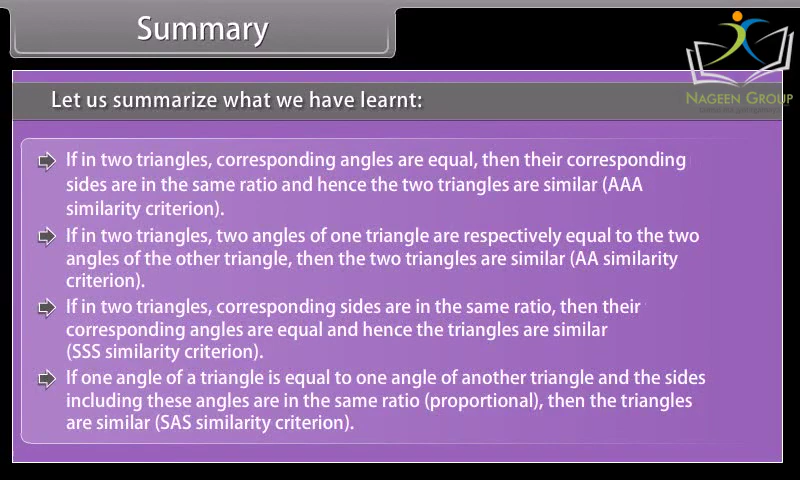 Summary
NAGEEN GROUP
Let us summarize what we have learnt:
If in two triangles, corresponding angles are equal, then their corresponding
sides are in the same ratio and hence the two triangles are similar (AAA
similarity criterion).
If in two triangles, two angles of one triangle are respectively equal to the two
angles of the other triangle, then the two triangles are similar (AA similarity
criterion).
If in two triangles, corresponding sides are in the same ratio, then their
corresponding angles are equal and hence the triangles are similar
(SSS similarity criterion).
If one angle of a triangle is equal to one angle of another triangle and the sides
including these angles are in the same ratio (proportional), then the triangles
are similar (SAS similarity criterion).